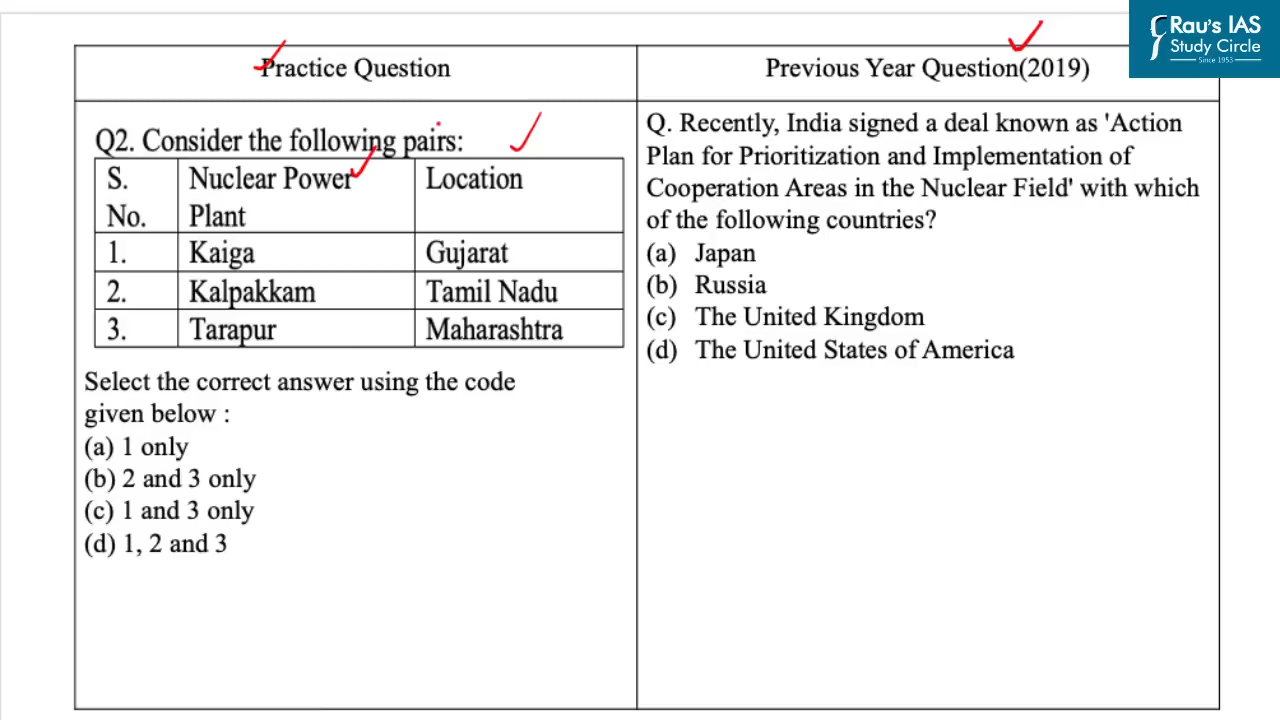 Rau's IAS
Study Circle
Since 1953
Practice Question
Previous Year Question(2019)
Q2. Consider the following pairs:
S. No. Nuclear Power Plant Location
1. Kaiga Gujarat
2. Kalpakkam Tamil Nadu
3. Tarapur Maharashtra
Select the correct answer using the code
given below :
(a) 1 only
(b) 2 and 3 only
(c) 1 and 3 only
(d) 1, 2 and 3
Q. Recently, India signed a deal known as 'Action
Plan for Prioritization and Implementation of
Cooperation Areas in the Nuclear Field' with which
of the following countries?
(a) Japan
(b) Russia
(c) The United Kingdom
(d) The United States of America